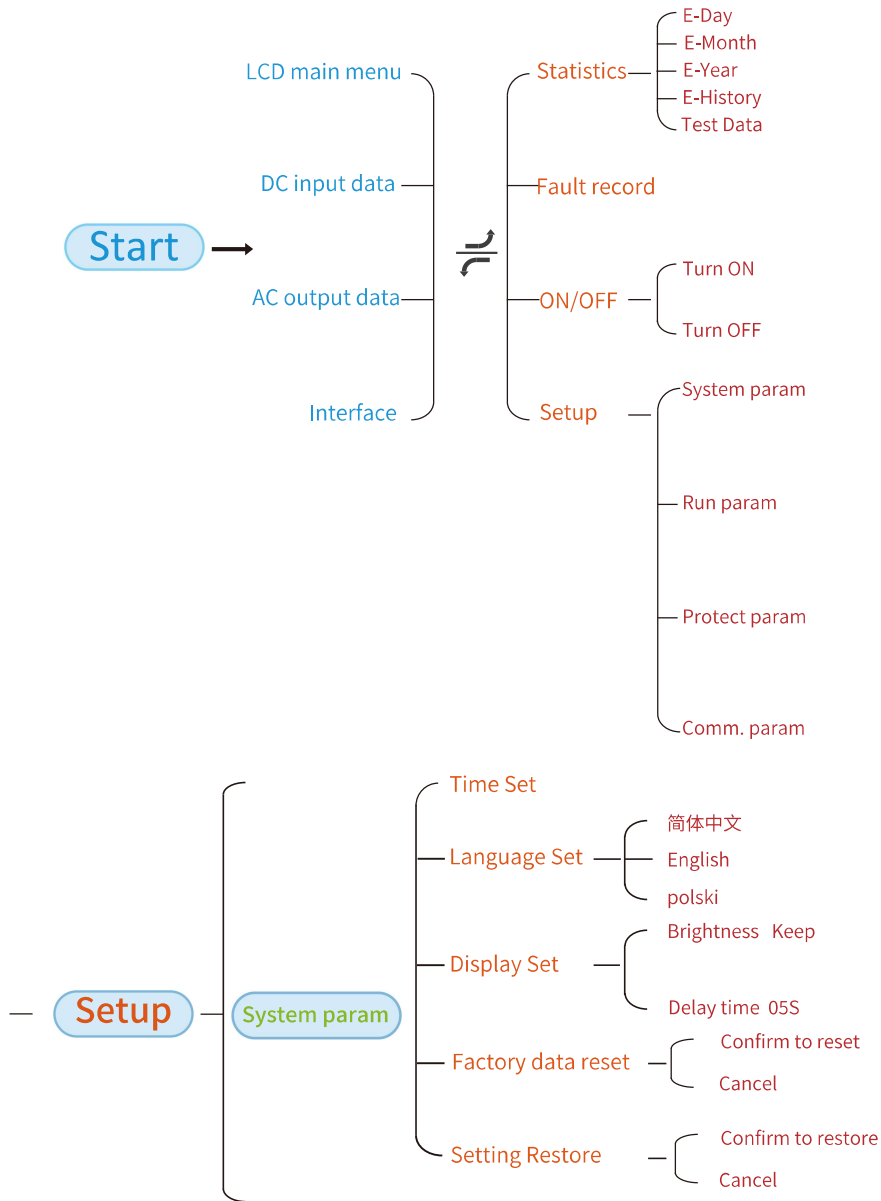 Start
LCD main menu
DC input data
AC output data
Interface
Statistics
E-Day
E-Month
E-Year
E-History
Test Data
Fault record
ON/OFF
Turn ON
Turn OFF
Setup
System param
Run param
Protect param
Comm. param
Setup
System param
Time Set
Language Set
简体中文
English
polski
Display Set
Brightness Keep
Delay time 05S
Factory data reset
Confirm to reset
Cancel
Setting Restore
Confirm to restore
Cancel